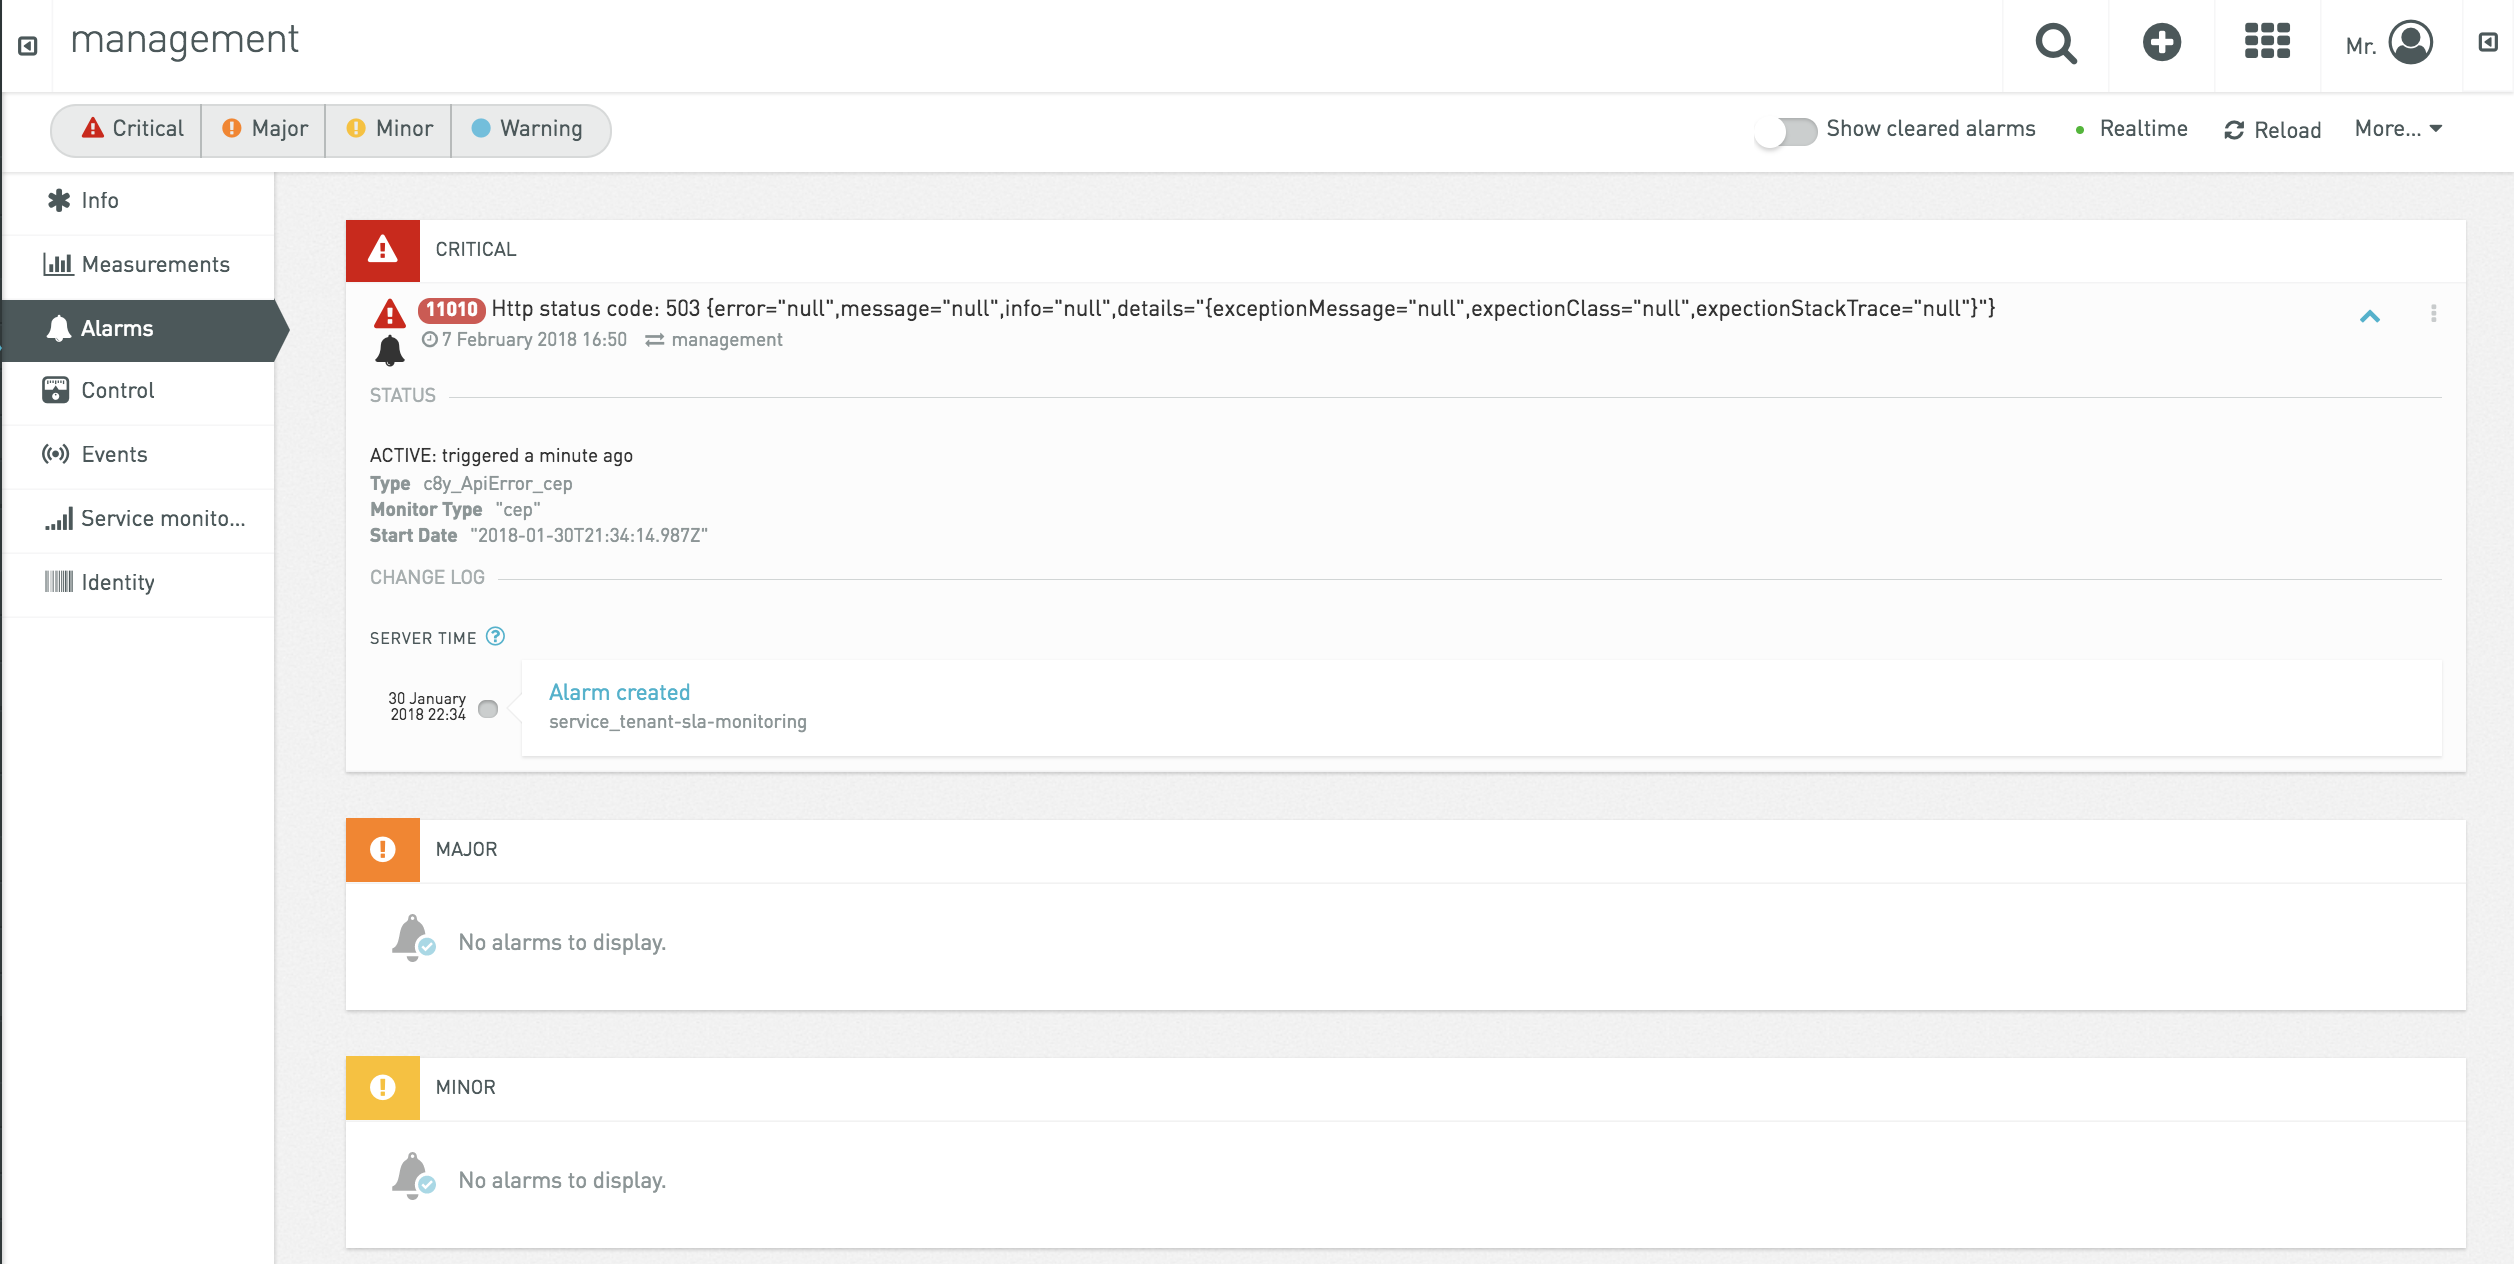 management
Mr.
Critical
Major
Minor
Warning
Show cleared alarms
Realtime
Reload
More...
Info
Measurements
Alarms
Control
Events
Service monito...
Identity
CRITICAL
11010 Http status code: 503 {error="null",message="null",info="null",details="{exceptionMessage="null",expectionClass="null",expectionStackTrace="null"}"}
7 February 2018 16:50 management
STATUS
ACTIVE: triggered a minute ago
Type c8y_ApiError_cep
Monitor Type "cep"
Start Date "2018-01-30T21:34:14.987Z"
CHANGE LOG
SERVER TIME ?
30 January
2018 22:34
Alarm created
service_tenant-sla-monitoring
MAJOR
No alarms to display.
MINOR
No alarms to display.